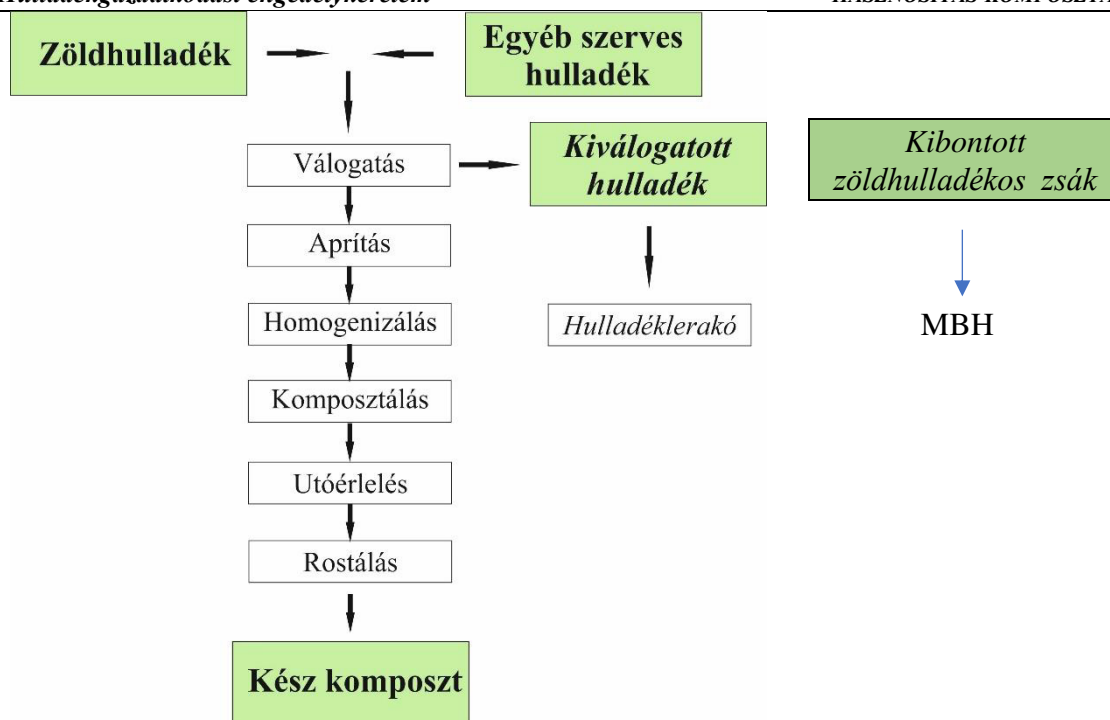 Zöldhulladék
Egyéb szerves
hulladék
Válogatás
Kiválogatott
hulladék
Kibontott
zöldhulladékos zsák
Aprítás
Homogenizálás
Hulladéklerakó
MBH
Komposztálás
Utóérlelés
Rostálás
Kész komposzt